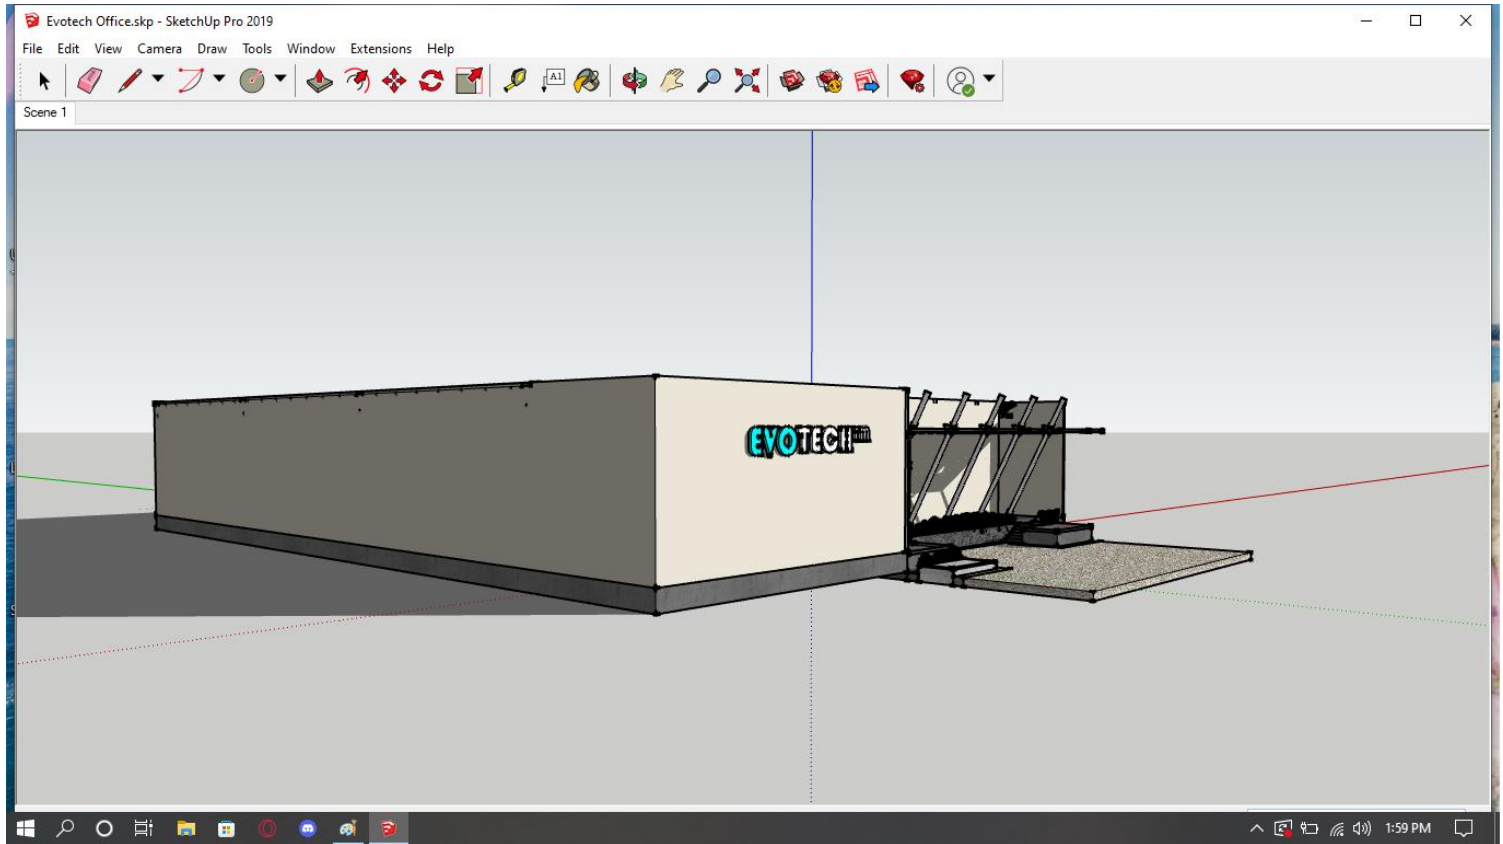 Evotech Office.skp - SketchUp Pro 2019
File Edit View Camera Draw Tools Window Extensions Help
A1
Scene 1
EVOTECH
1:59 PM